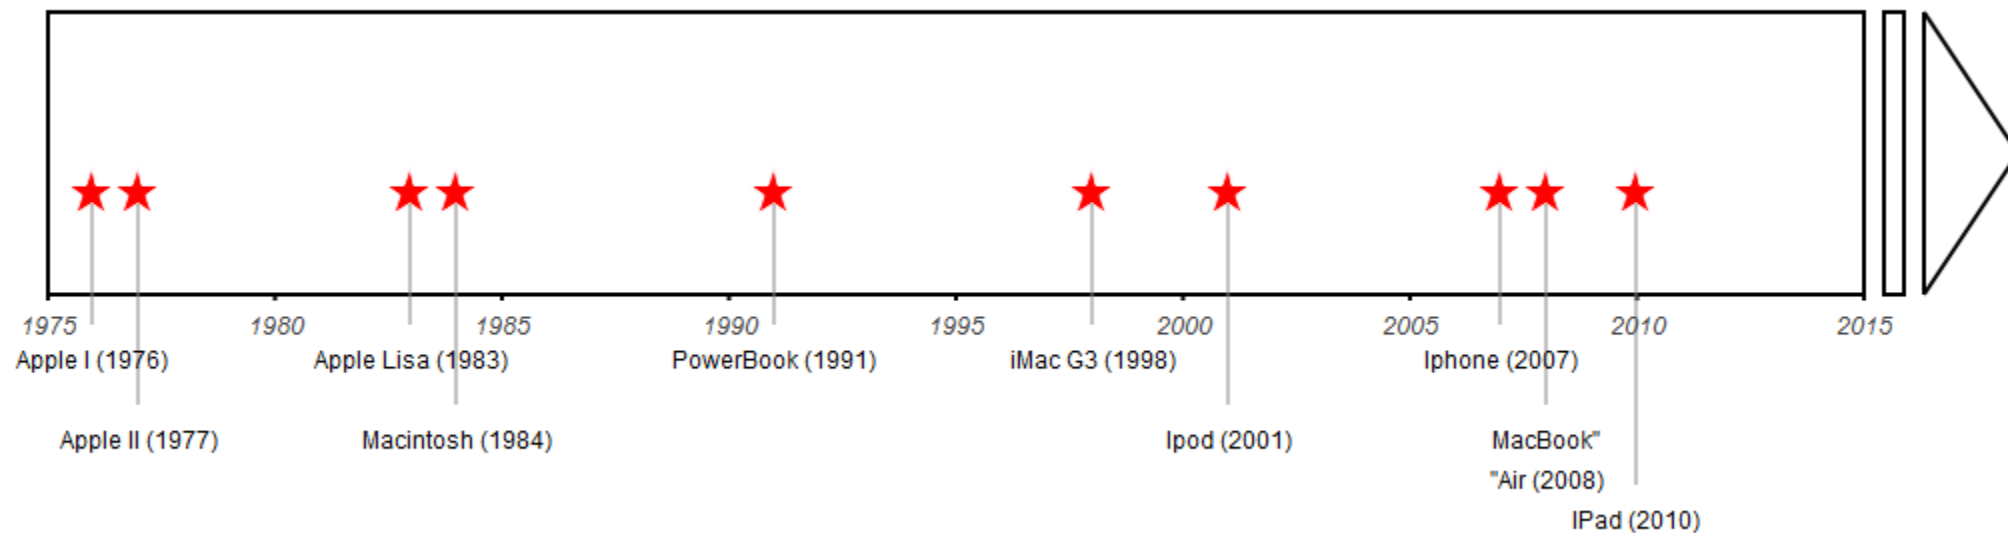 1975 1980 1985 1990 1995 2000 2005 2010 2015
Apple I (1976) Apple Lisa (1983) PowerBook (1991) iMac G3 (1998) Iphone (2007)
Apple II (1977) Macintosh (1984) Ipod (2001) MacBook"
"Air (2008)
IPad (2010)